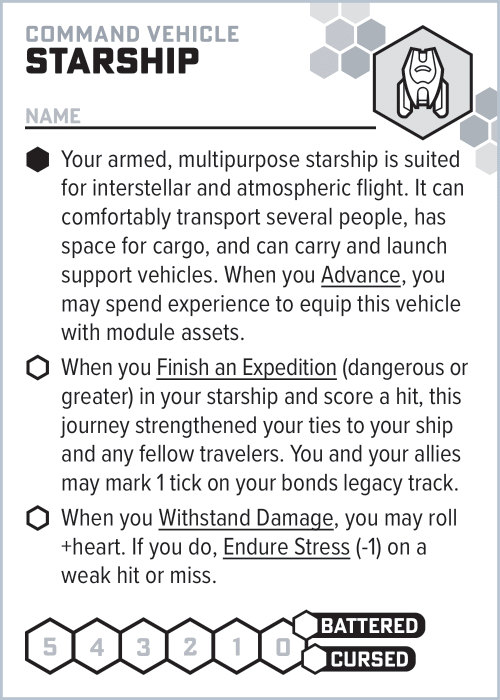 COMMAND VEHICLE
STARSHIP
NAME
Your armed, multipurpose starship is suited
for interstellar and atmospheric flight. It can
comfortably transport several people, has
space for cargo, and can carry and launch
support vehicles. When you Advance, you
may spend experience to equip this vehicle
with module assets.
When you Finish an Expedition (dangerous or
greater) in your starship and score a hit, this
journey strengthened your ties to your ship
and any fellow travelers. You and your allies
may mark 1 tick on your bonds legacy track.
When you Withstand Damage, you may roll
+heart. If you do, Endure Stress (-1) on a
weak hit or miss.
5 4 3 2 1 0
BATTERED
CURSED